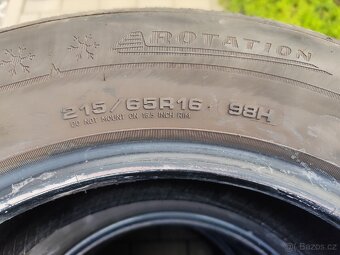 ROTATION
215/65R16 98H
DO NOT MOUNT ON 16.5 INCH RIM.
bazos.cz